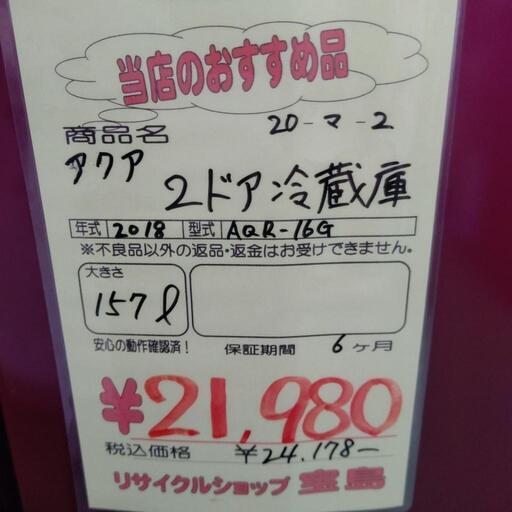 当店のおすすめ品
商品名 20-マ-2
アクア
2ドア冷蔵庫
年式 2018 型式 AQR-16G
※不良品以外の返品・返金はお受けできません。
大きさ
157ℓ
安心の動作確認済! 保証期間 6ヶ月
¥21,980
税込価格 ¥24.178-
リサイクルショップ 宝島